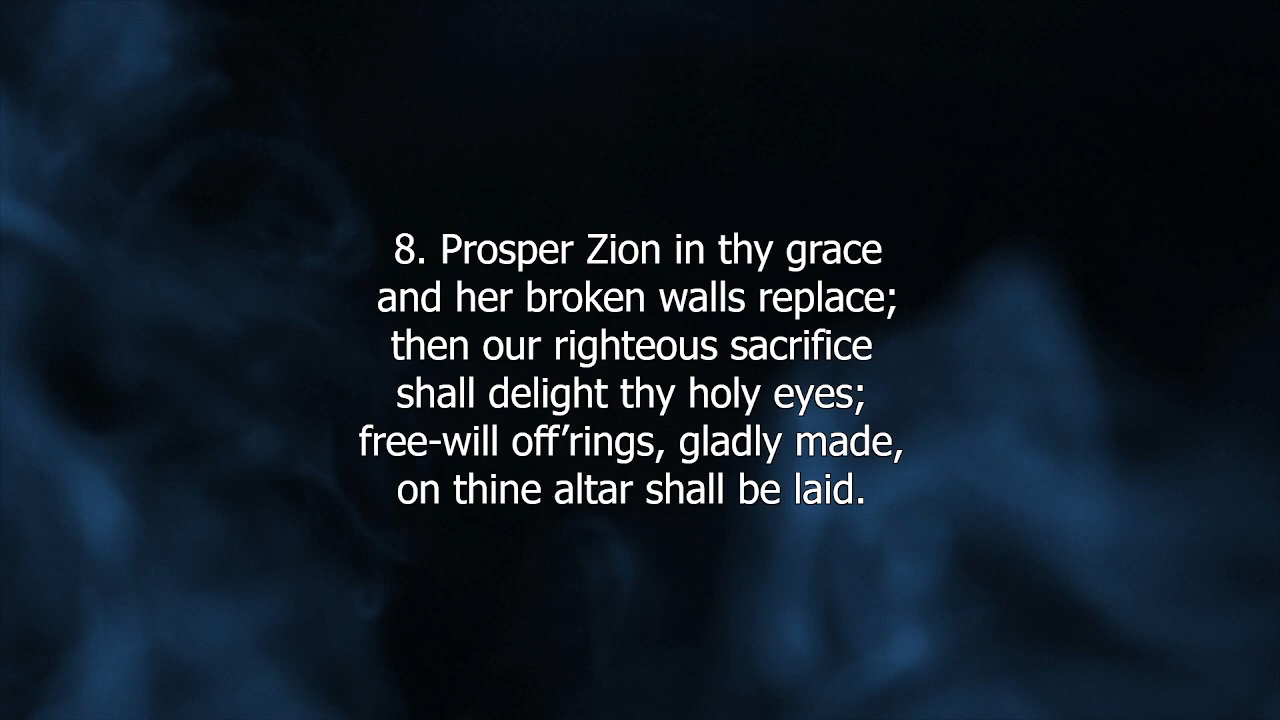 8. Prosper Zion in thy grace
and her broken walls replace;
then our righteous sacrifice
shall delight thy holy eyes;
free-will off’rings, gladly made,
on thine altar shall be laid.